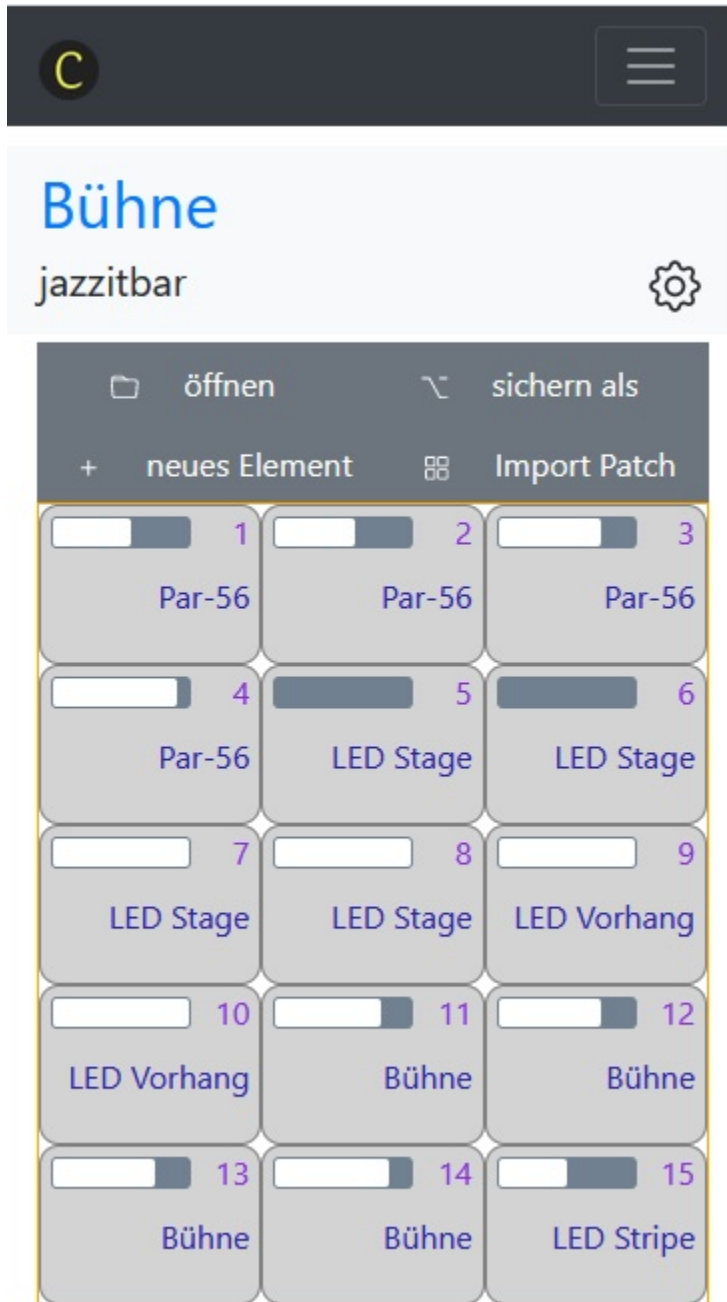 C
Bühne
jazzitbar
öffnen sichern als
neues Element Import Patch
1 2 3
Par-56 Par-56 Par-56
4 5 6
Par-56 LED Stage LED Stage
7 8 9
LED Stage LED Stage LED Vorhang
10 11 12
LED Vorhang Bühne Bühne
13 14 15
Bühne Bühne LED Stripe